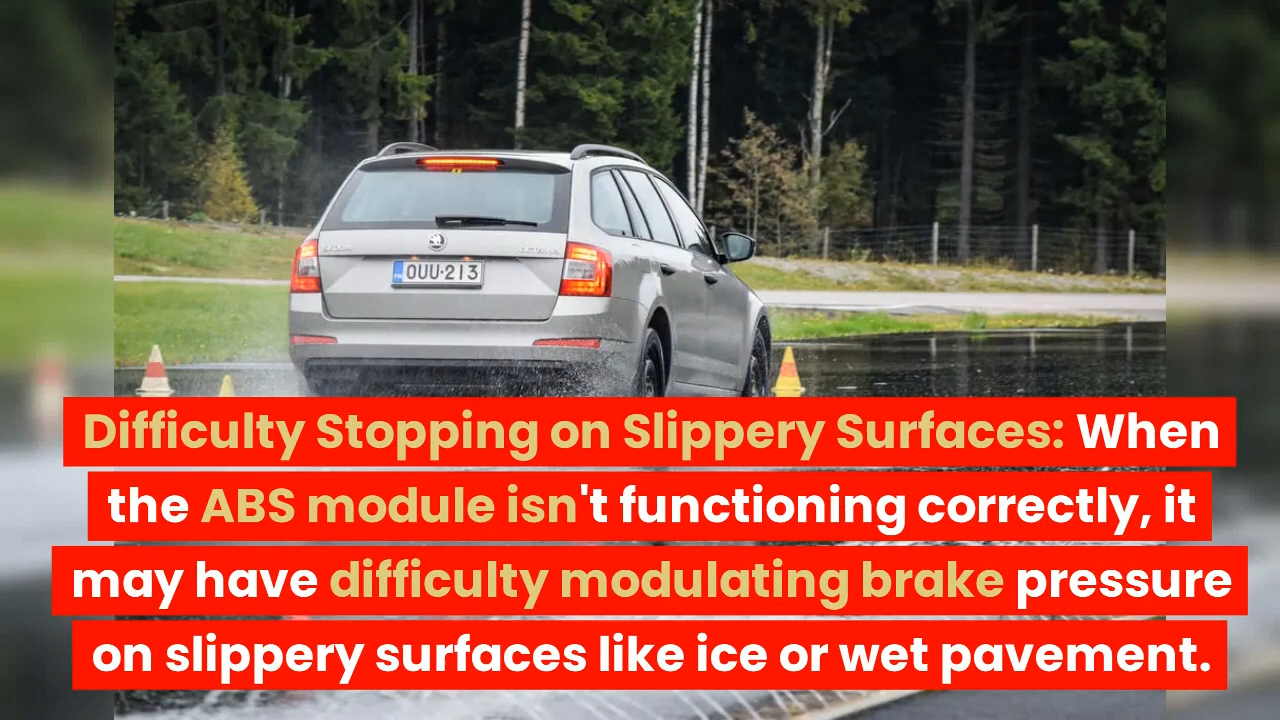 OUU-213
Difficulty Stopping on Slippery Surfaces: When
the ABS module isn't functioning correctly, it
may have difficulty modulating brake pressure
on slippery surfaces like ice or wet pavement.